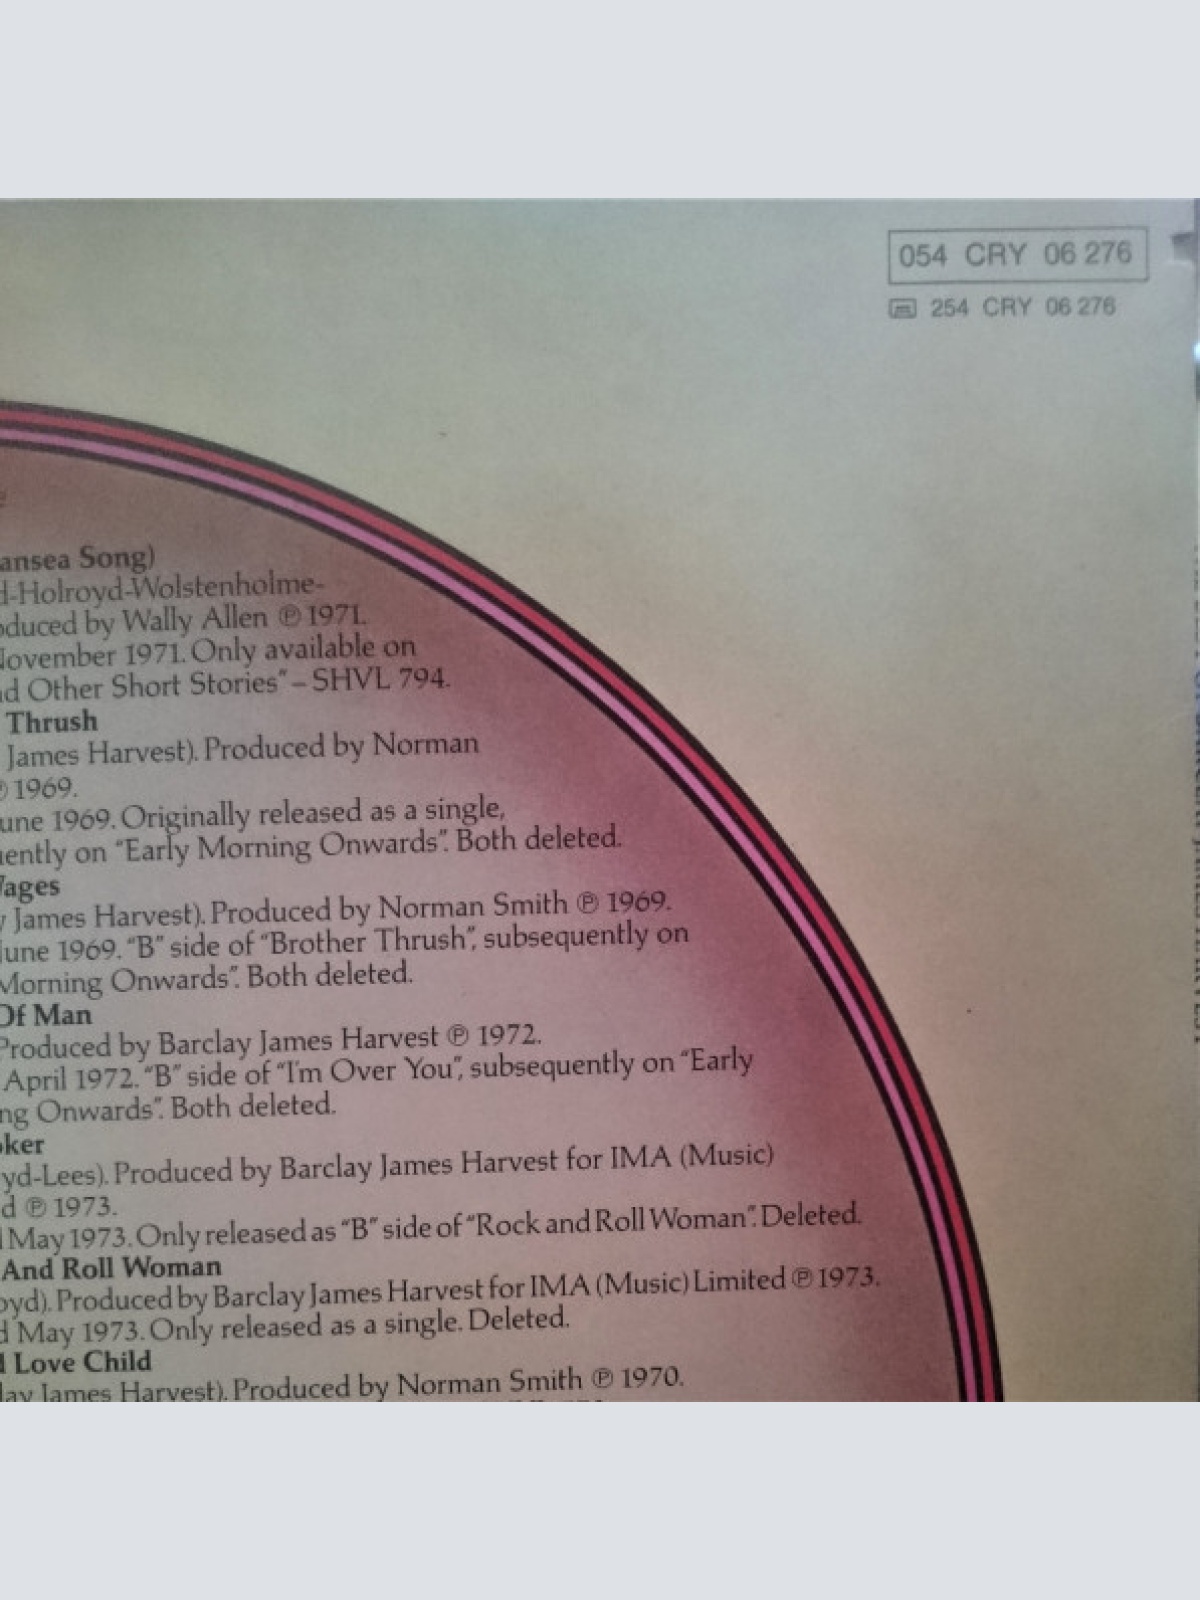 054 CRY 06 276
254 CRY 06 276
ansea Song)
d-Holroyd-Wolstenholme-
oduced by Wally Allen ℗ 1971.
November 1971. Only available on
nd Other Short Stories” – SHVL 794.
Thrush
James Harvest). Produced by Norman
℗ 1969.
une 1969. Originally released as a single,
uently on “Early Morning Onwards”. Both deleted.
Wages
y James Harvest). Produced by Norman Smith ℗ 1969.
June 1969. “B” side of “Brother Thrush”, subsequently on
Morning Onwards”. Both deleted.
Of Man
Produced by Barclay James Harvest ℗ 1972.
April 1972. “B” side of “I'm Over You”, subsequently on “Early
ng Onwards”. Both deleted.
oker
yd-Lees). Produced by Barclay James Harvest for IMA (Music)
d ℗ 1973.
d May 1973. Only released as “B” side of “Rock and Roll Woman”. Deleted.
And Roll Woman
oyd). Produced by Barclay James Harvest for IMA (Music) Limited ℗ 1973.
d May 1973. Only released as a single. Deleted.
d Love Child
lay James Harvest). Produced by Norman Smith ℗ 1970.